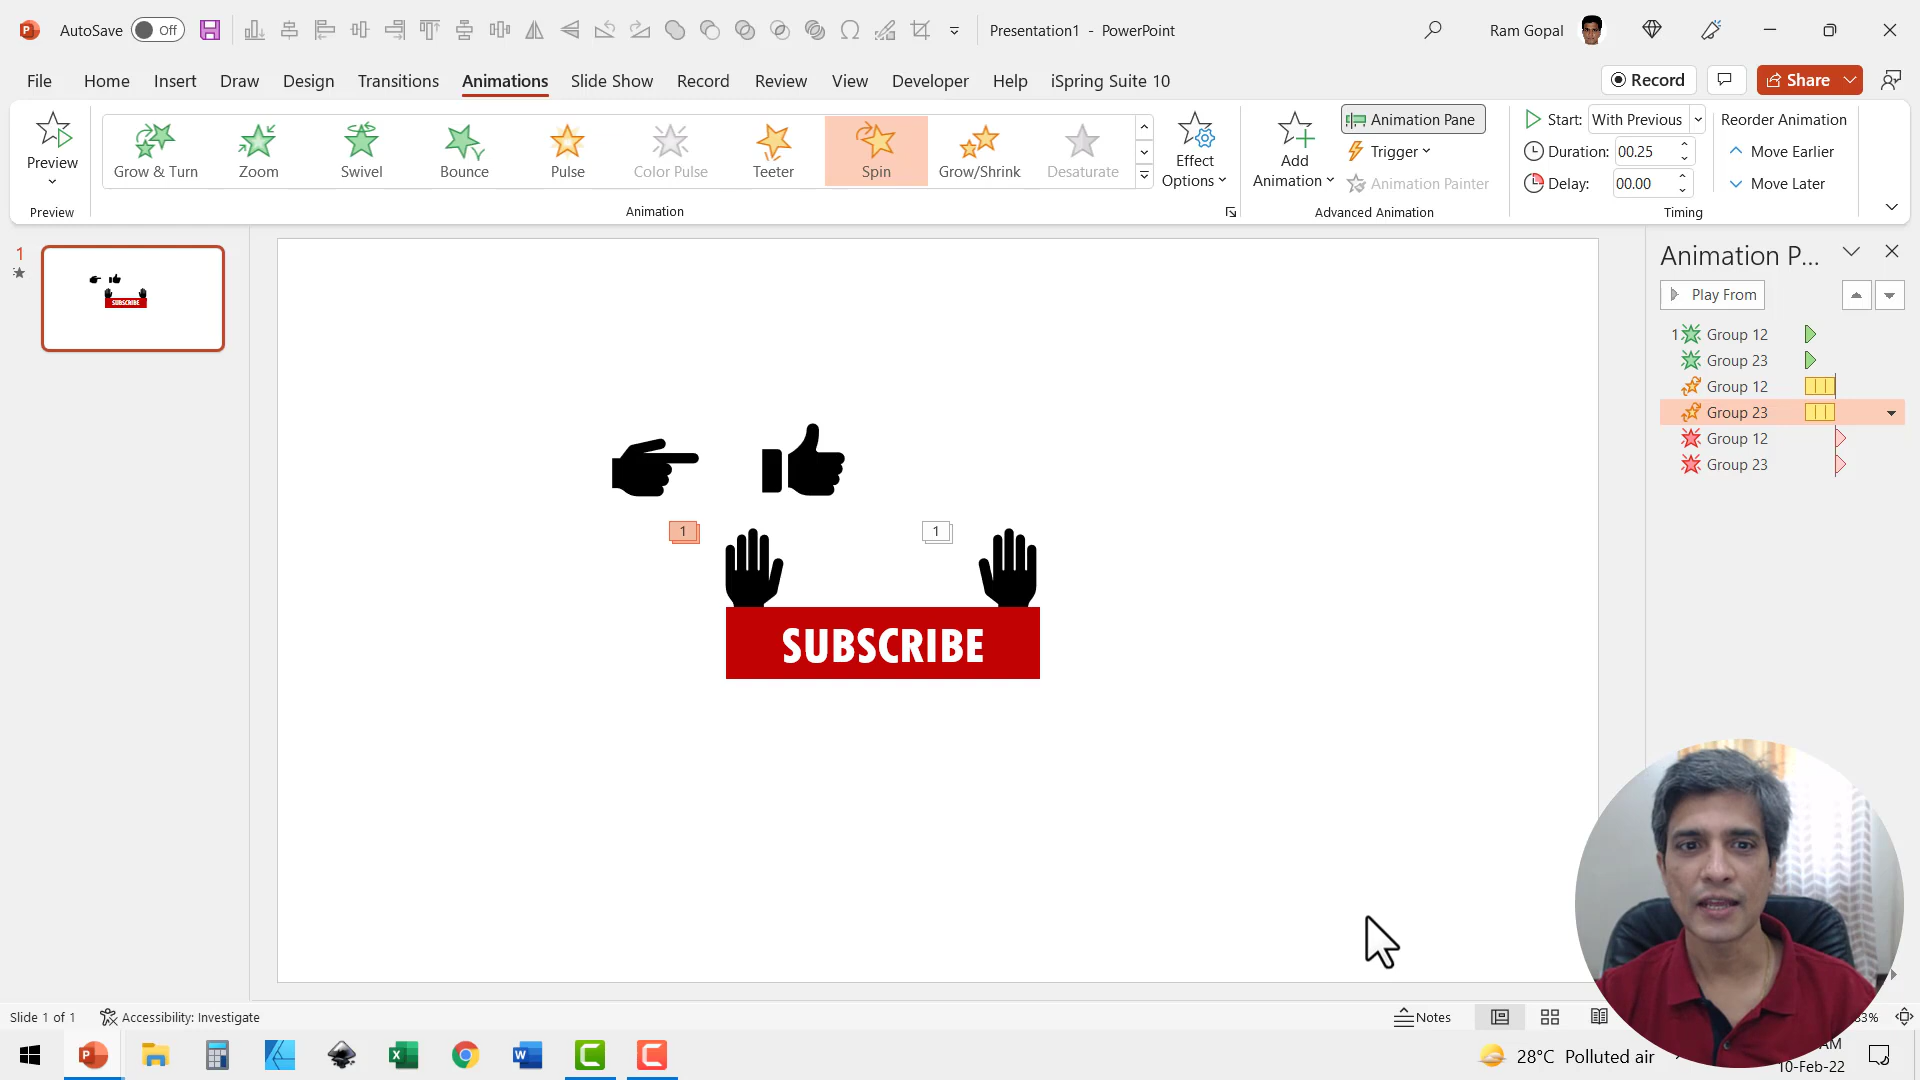 AutoSave Off Presentation1 - PowerPoint Ram Gopal
File Home Insert Draw Design Transitions Animations Slide Show Record Review View Developer Help iSpring Suite 10 Record Share
Preview
Preview
Grow & Turn Zoom Swivel Bounce Pulse Color Pulse Teeter Spin Grow/Shrink Desaturate
Animation
Effect
Options
Add
Animation
Animation Pane
Trigger
Animation Painter
Advanced Animation
Start: With Previous
Duration: 00.25
Delay: 00.00
Reorder Animation
Move Earlier
Move Later
Timing
1
SUBSCRIBE
1 1
SUBSCRIBE
Animation P...
Play From
1 Group 12
Group 23
Group 12
Group 23
Group 12
Group 23
Slide 1 of 1 Accessibility: Investigate Notes
28°C Polluted air AM
10-Feb-22